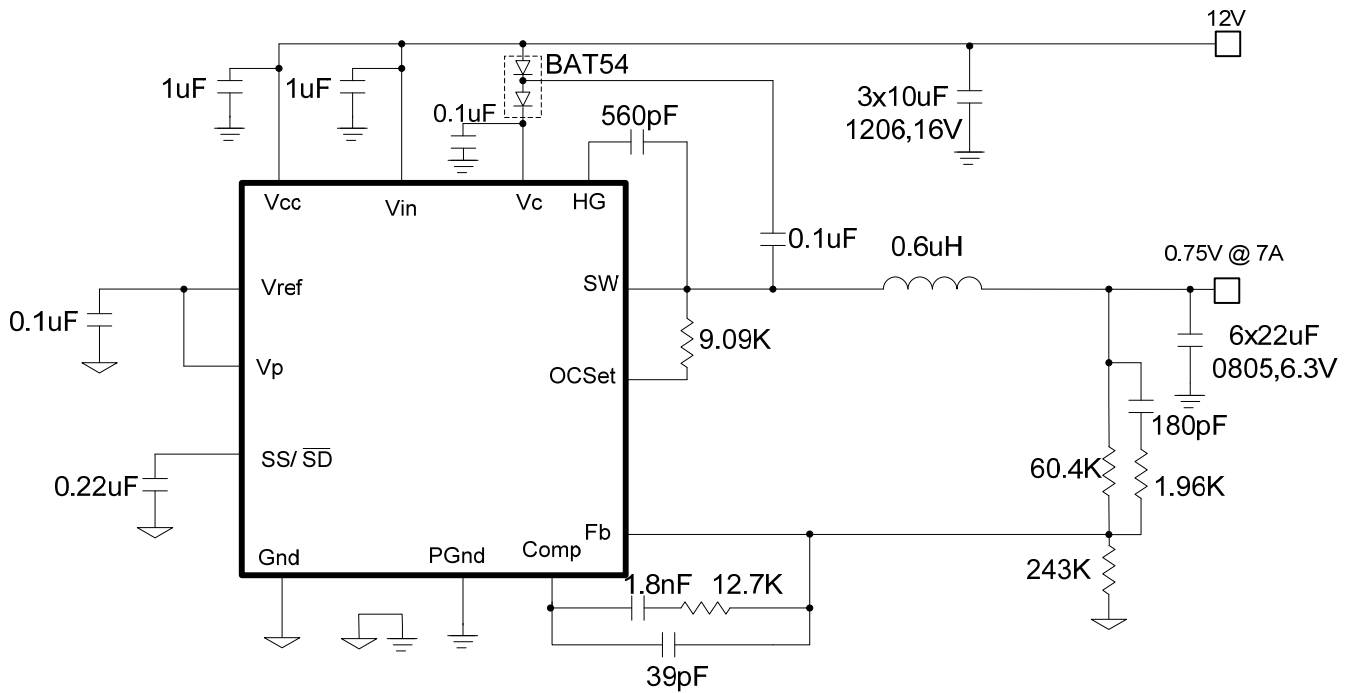 12V
BAT54
1uF
1uF
0.1uF
560pF
3x10uF
1206,16V
Vcc
Vin
Vc
HG
0.1uF
0.6uH
0.75V @ 7A
SW
Vref
0.1uF
9.09K
6x22uF
0805,6.3V
Vp
OCSet
180pF
SS/ SD
60.4K
1.96K
0.22uF
Fb
Comp
Gnd
PGnd
243K
1.8nF
12.7K
39pF